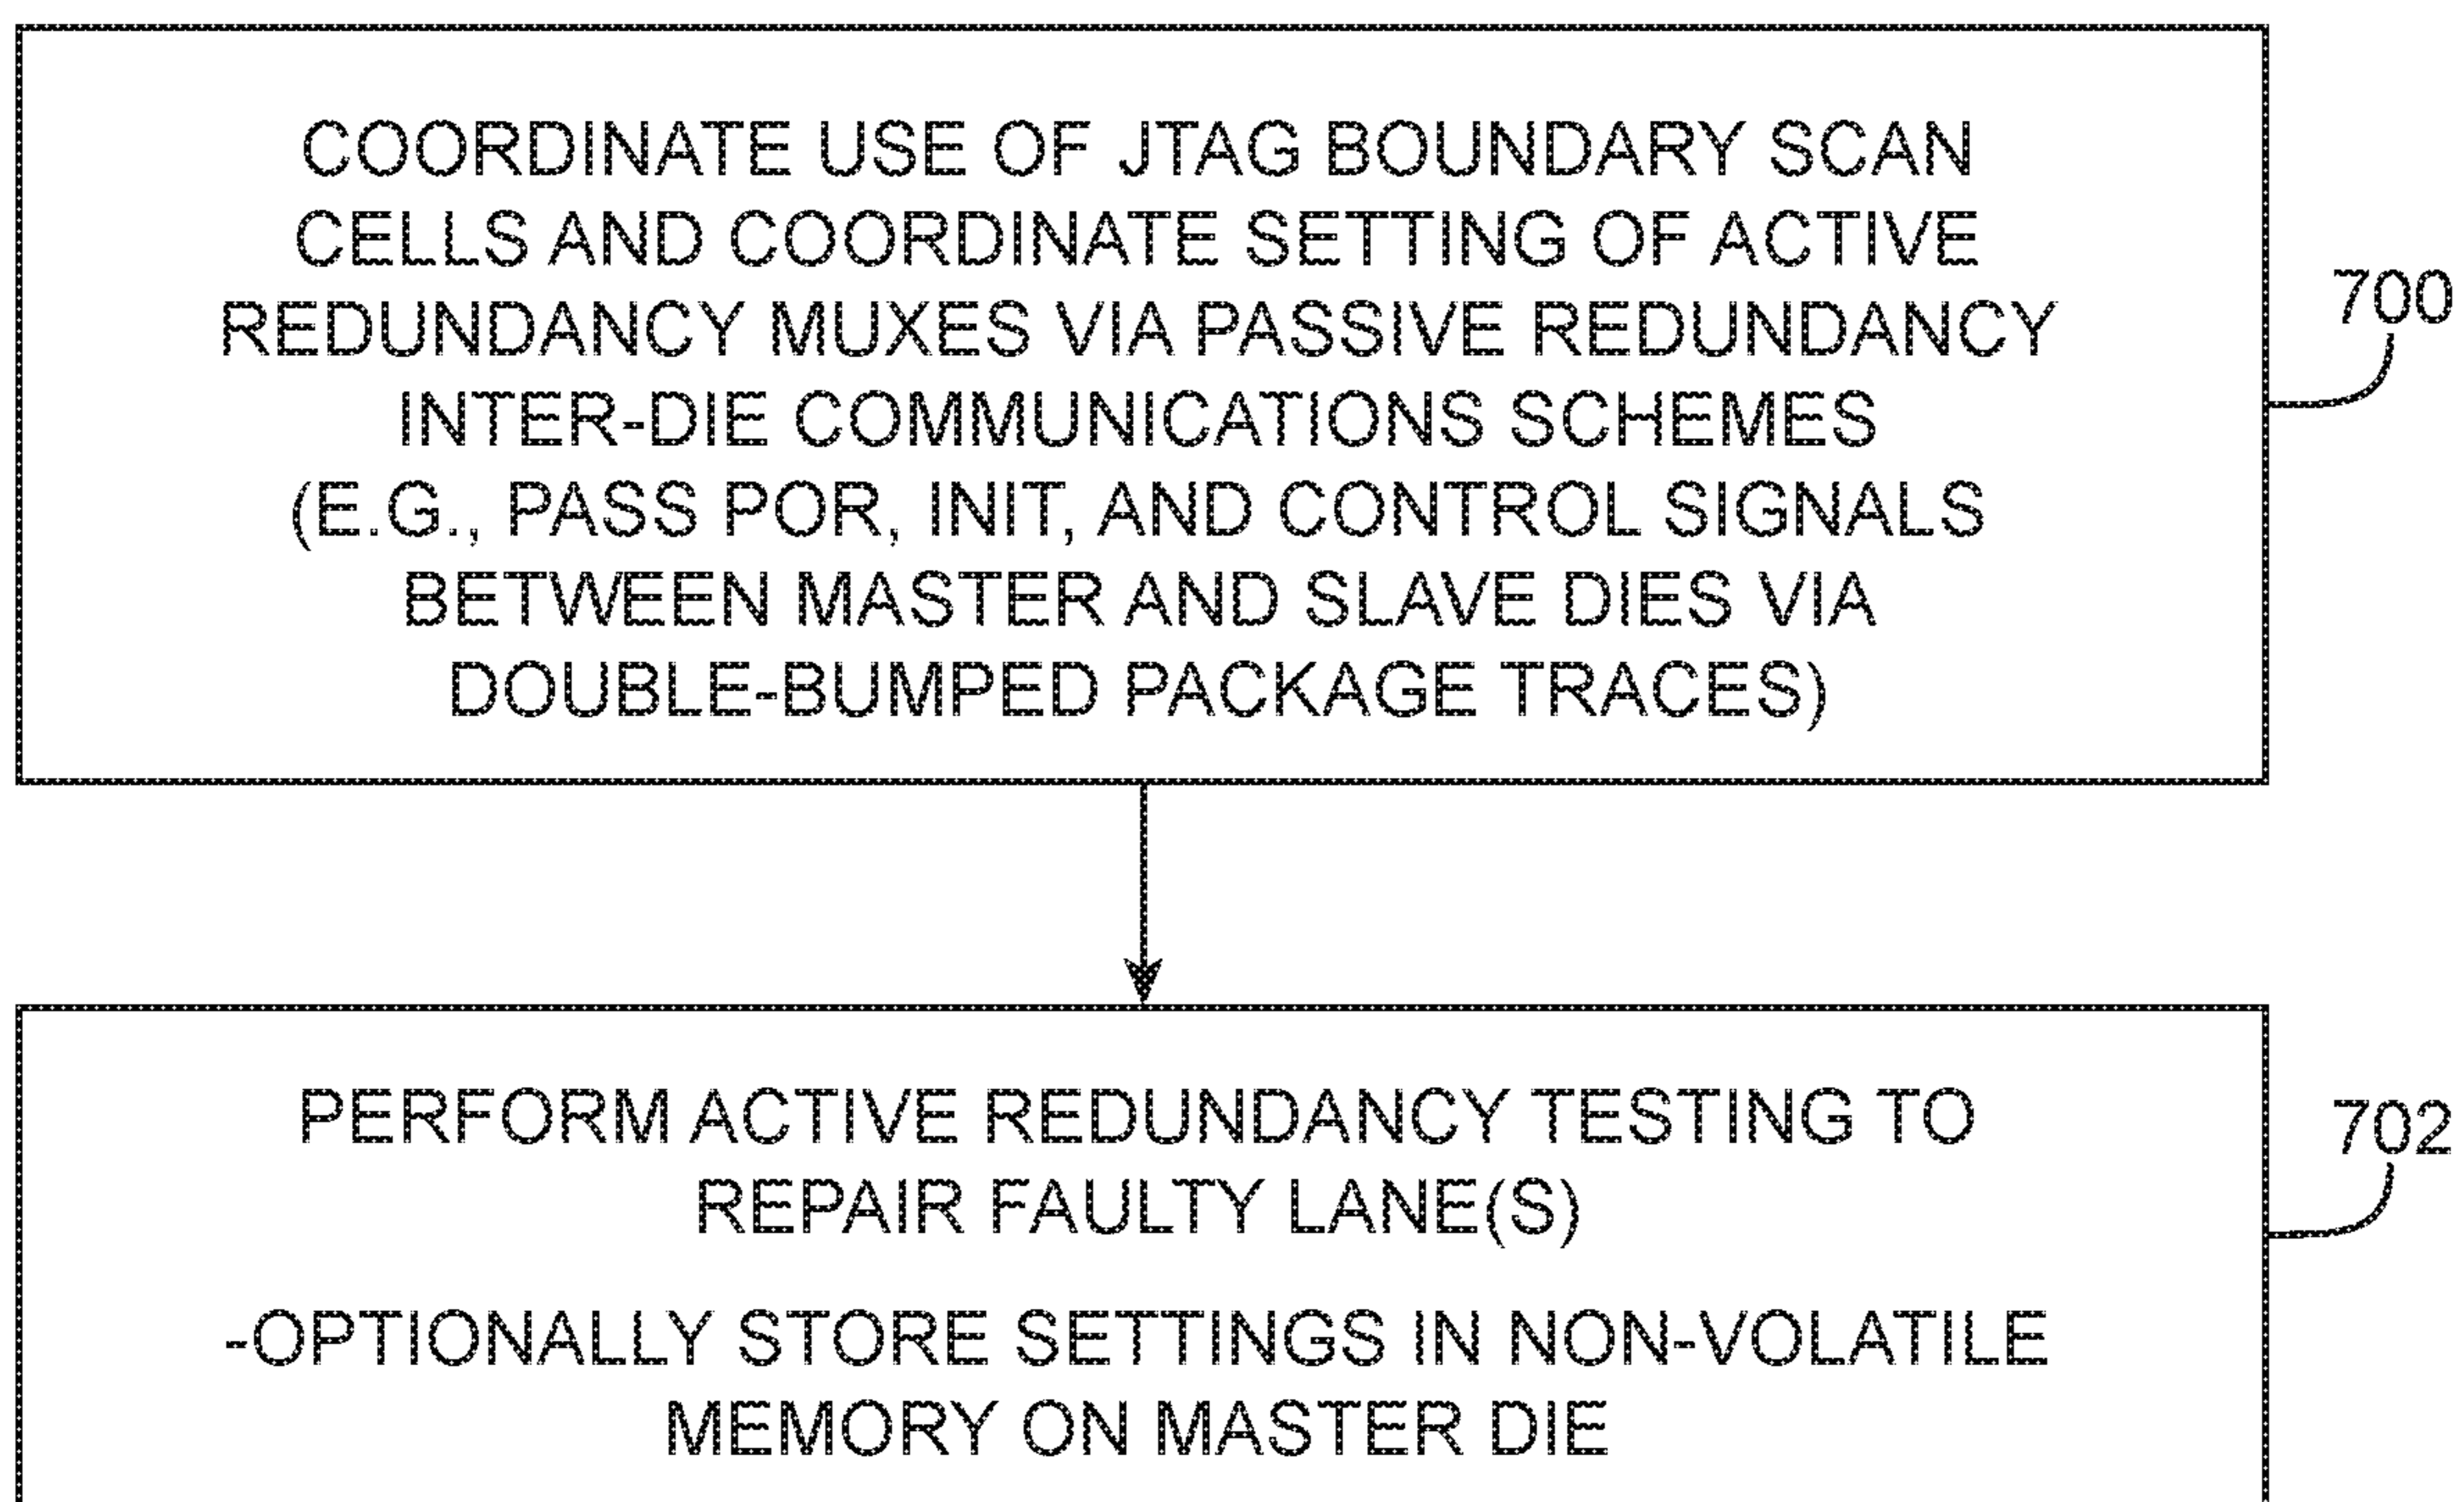 COORDINATE USE OF JTAG BOUNDARY SCAN
CELLS AND COORDINATE SETTING OF ACTIVE
REDUNDANCY MUXES VIA PASSIVE REDUNDANCY
INTER-DIE COMMUNICATIONS SCHEMES
(E.G., PASS POR, INIT, AND CONTROL SIGNALS
BETWEEN MASTER AND SLAVE DIES VIA
DOUBLE-BUMPED PACKAGE TRACES)
700
PERFORM ACTIVE REDUNDANCY TESTING TO
REPAIR FAULTY LANE(S)
-OPTIONALLY STORE SETTINGS IN NON-VOLATILE
MEMORY ON MASTER DIE
702